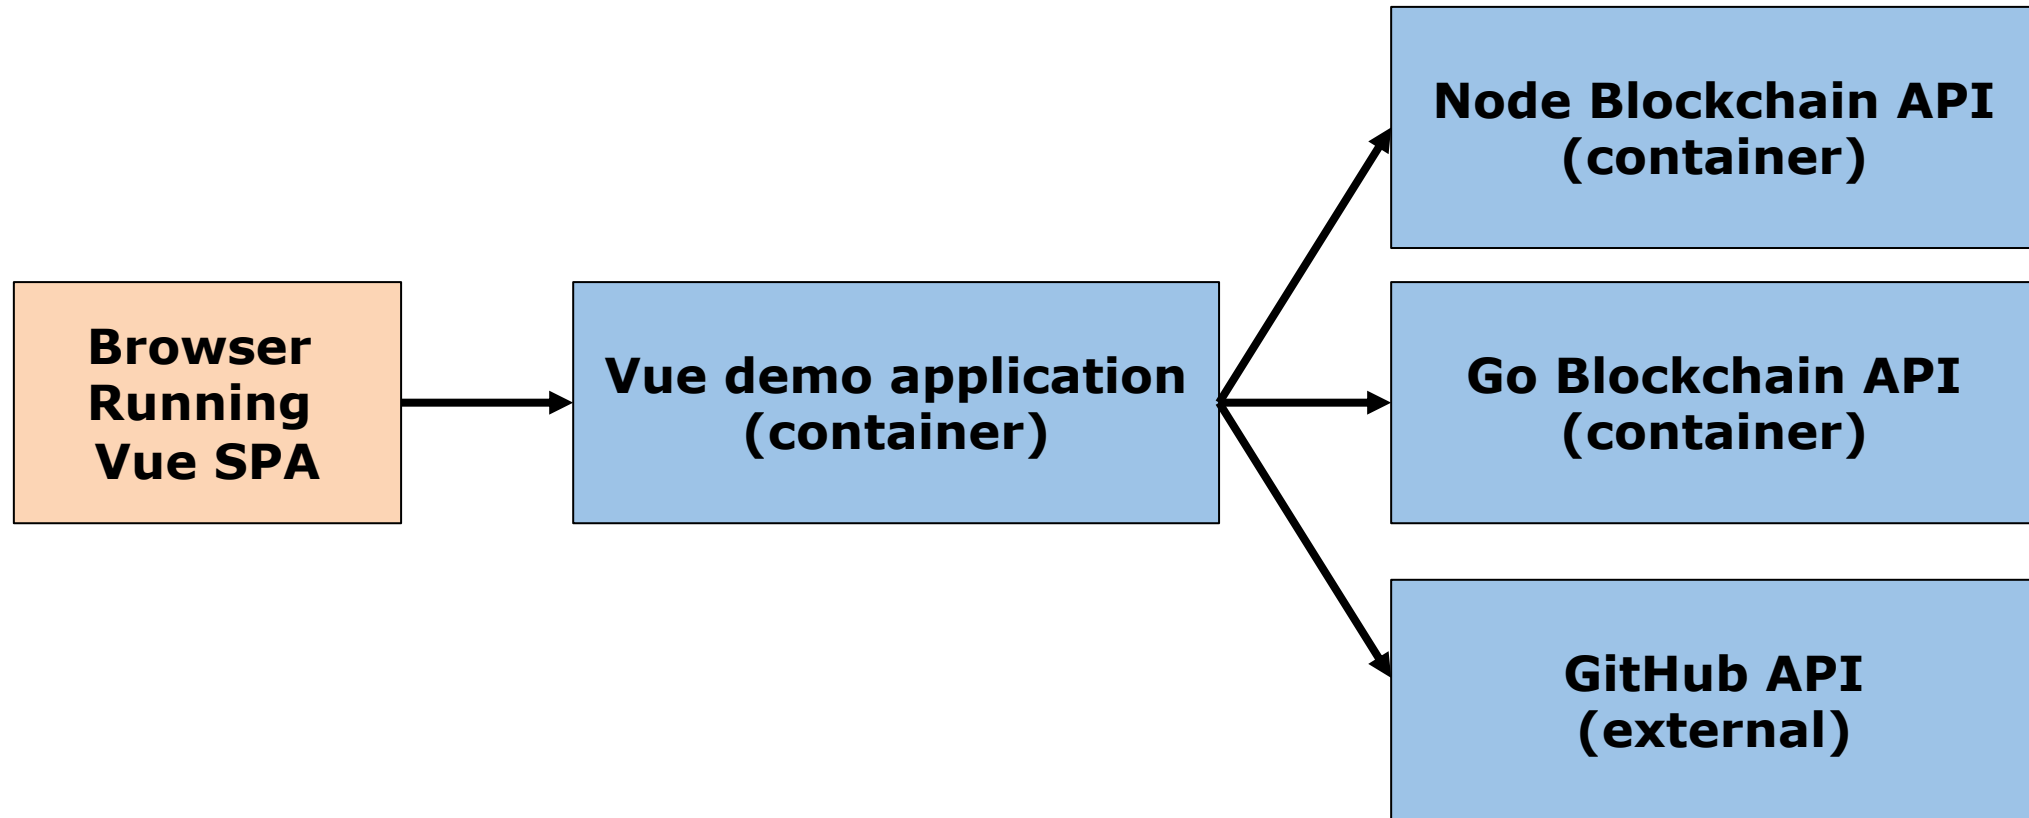 Browser
Running
Vue SPA
Vue demo application
(container)
Node Blockchain API
(container)
Go Blockchain API
(container)
GitHub API
(external)